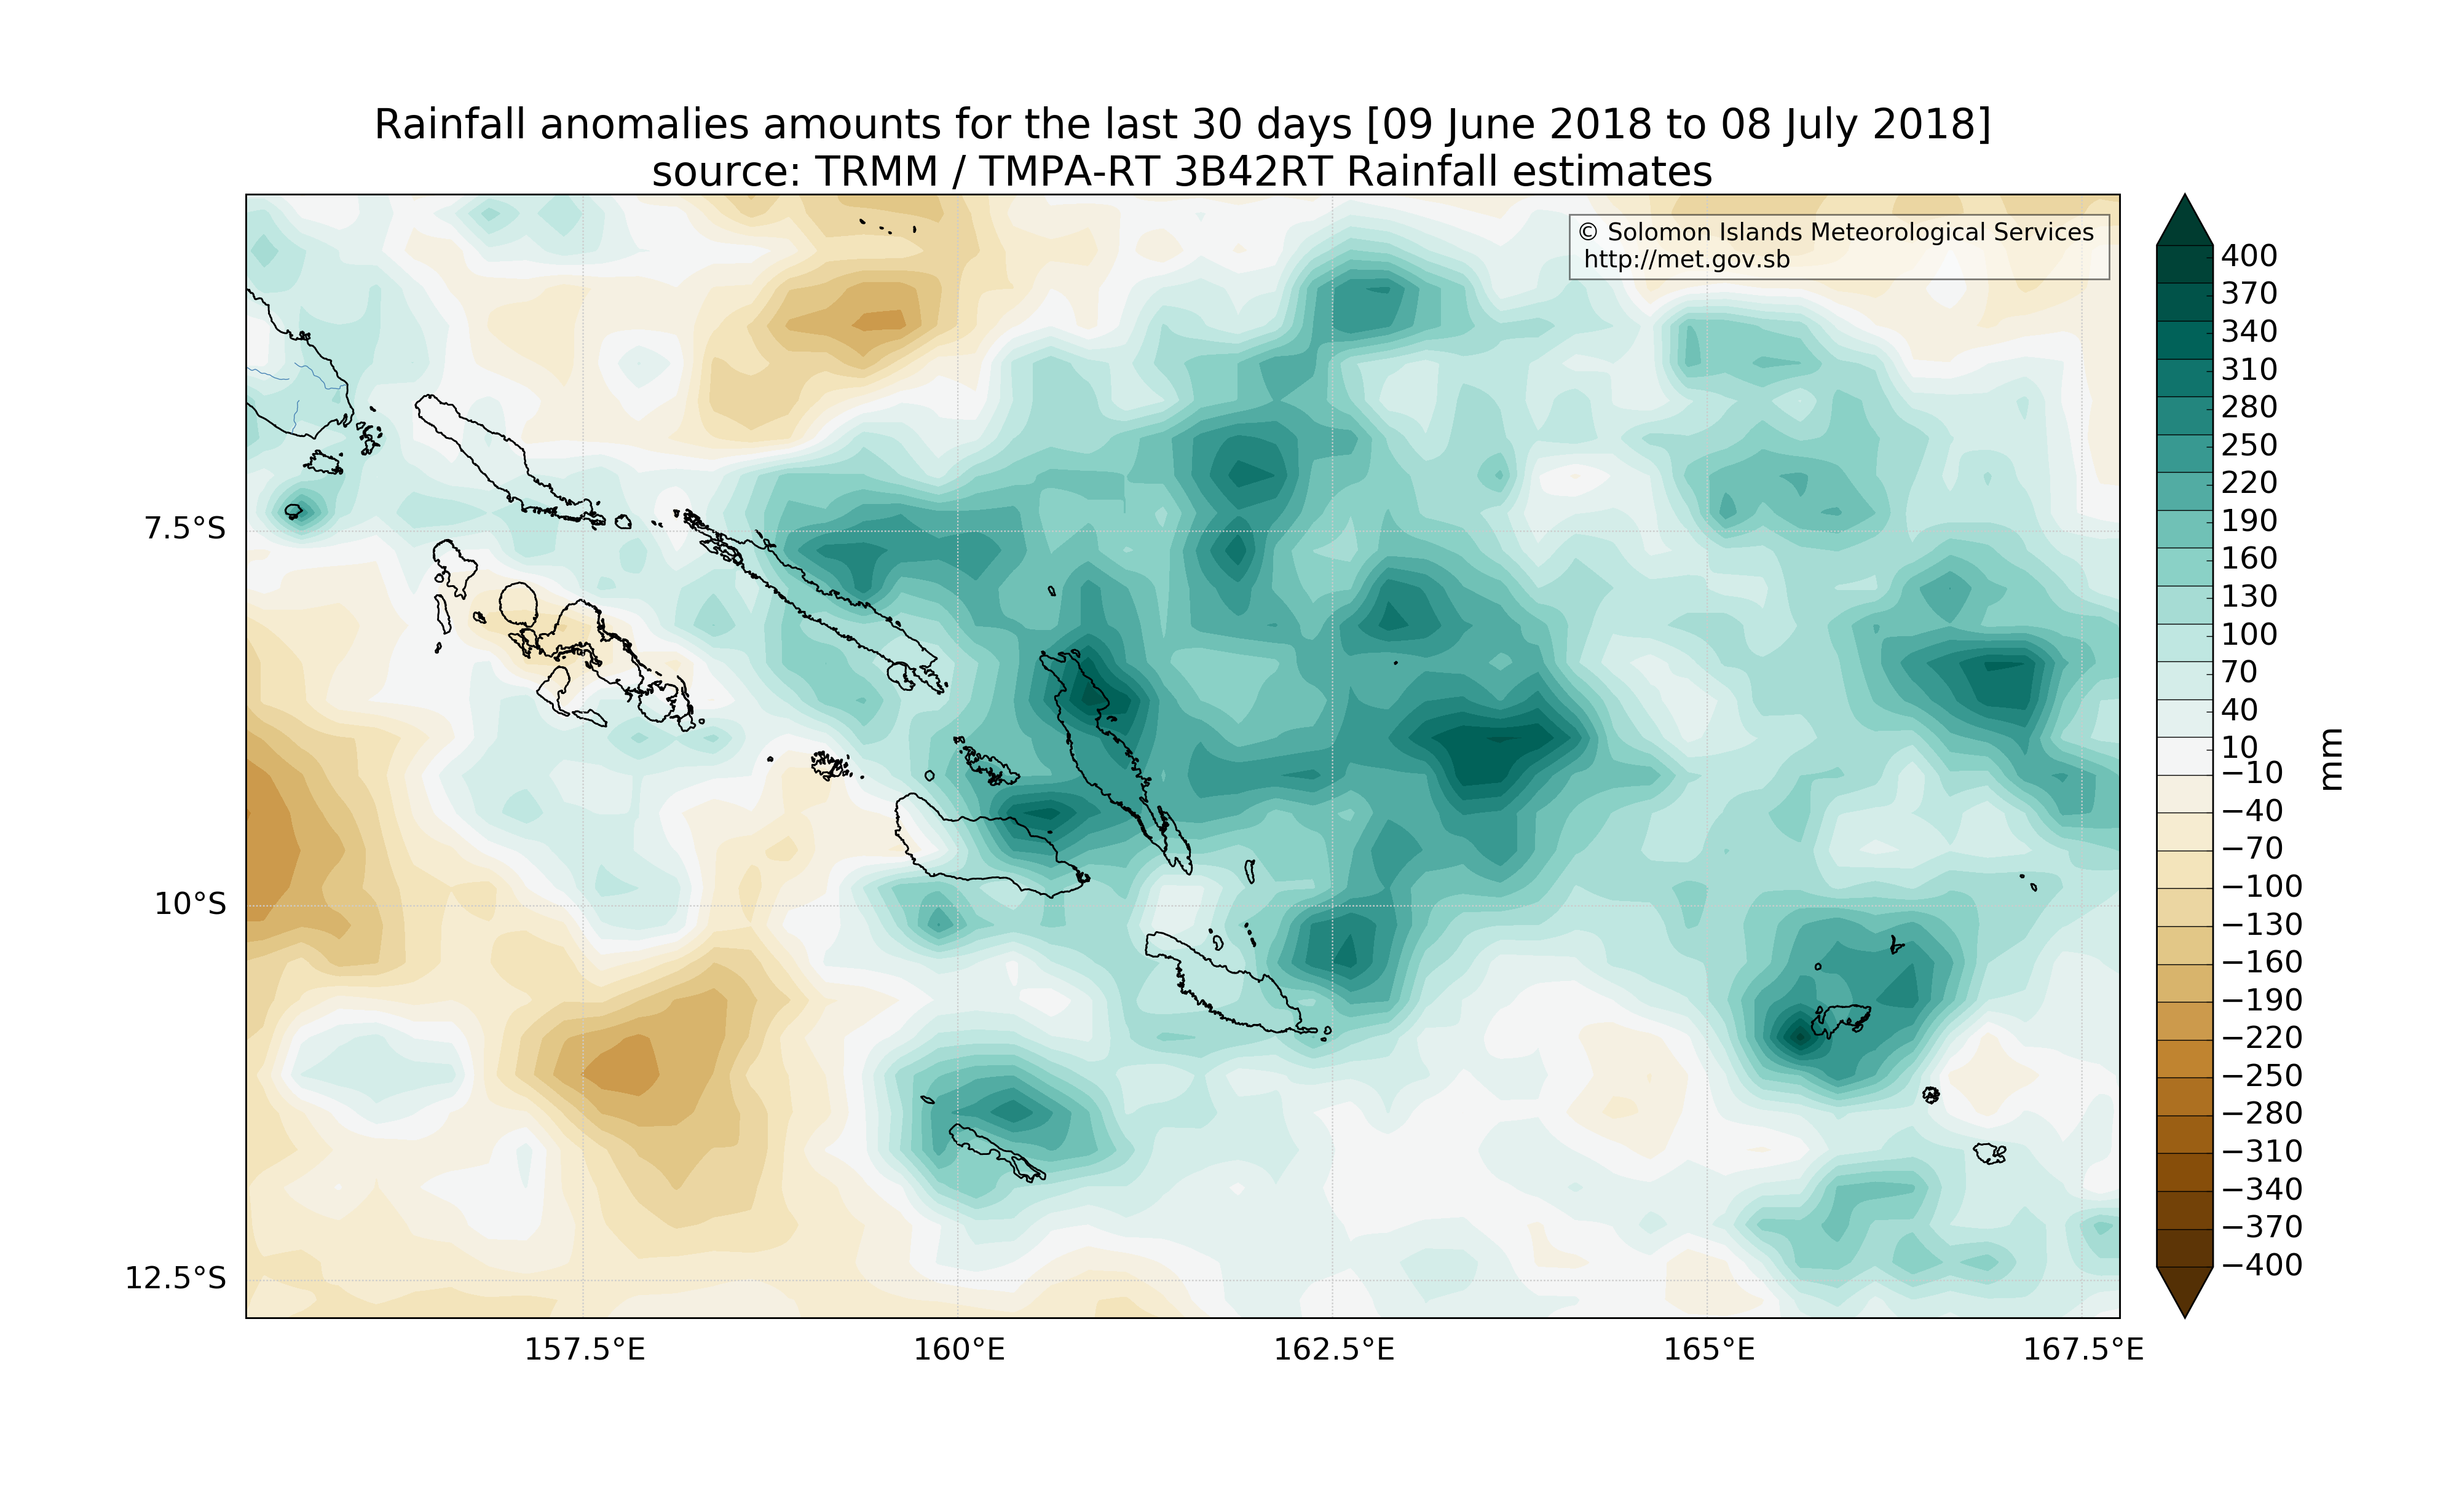 Rainfall anomalies amounts for the last 30 days [09 June 2018 to 08 July 2018]
source: TRMM / TMPA-RT 3B42RT Rainfall estimates
© Solomon Islands Meteorological Services
http://met.gov.sb
7.5°S
10°S
12.5°S
157.5°E
160°E
162.5°E
165°E
167.5°E
400
370
340
310
280
250
220
190
160
130
100
70
40
10
−10
−40
−70
−100
−130
−160
−190
−220
−250
−280
−310
−340
−370
−400
mm